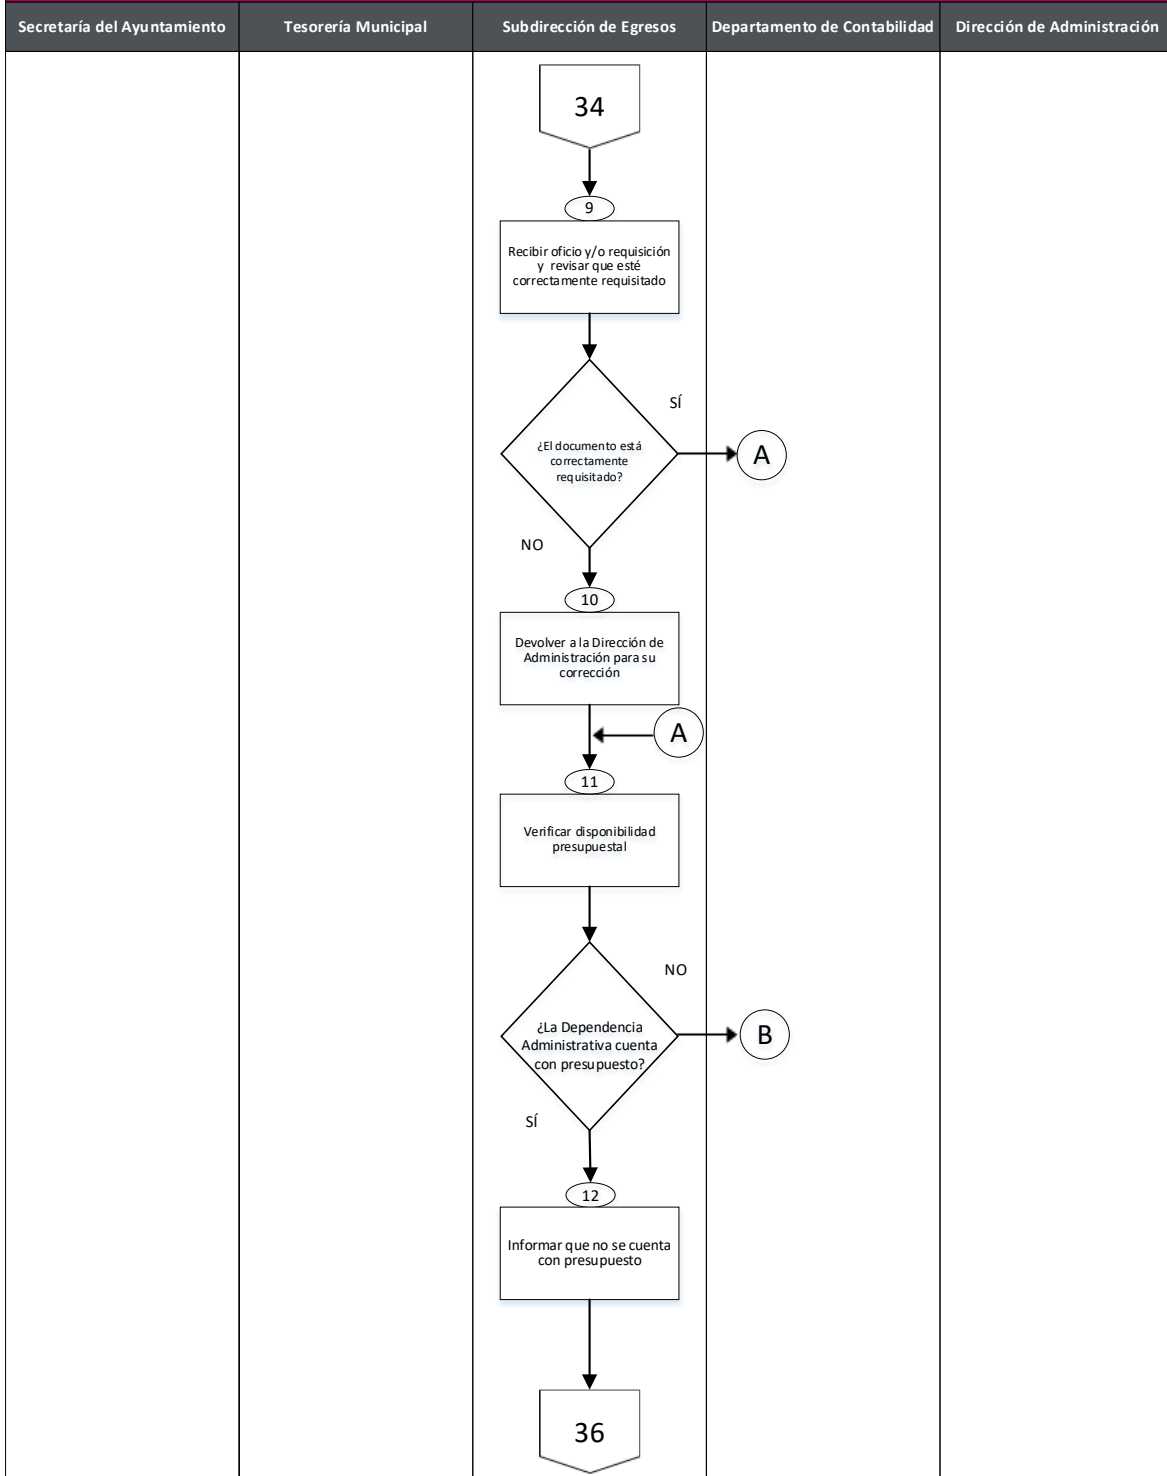 Secretaría del Ayuntamiento
Tesorería Municipal
Subdirección de Egresos
Departamento de Contabilidad
Dirección de Administración
34
9
Recibir oficio y/o requisición
y revisar que esté
correctamente requisitado
SÍ
¿El documento está
correctamente
requisitado?
A
NO
10
Devolver a la Dirección de
Administración para su
corrección
A
11
Verificar disponibilidad
presupuestal
NO
¿La Dependencia
Administrativa cuenta
con presupuesto?
B
SÍ
12
Informar que no se cuenta
con presupuesto
36